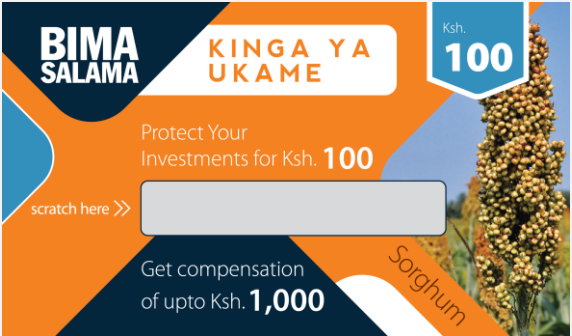 BIMA
SALAMA
KINGA YA
UKAME
Ksh.
100
Protect Your
Investments for Ksh. 100
scratch here >>
Get compensation
of upto Ksh. 1,000
Sorghum